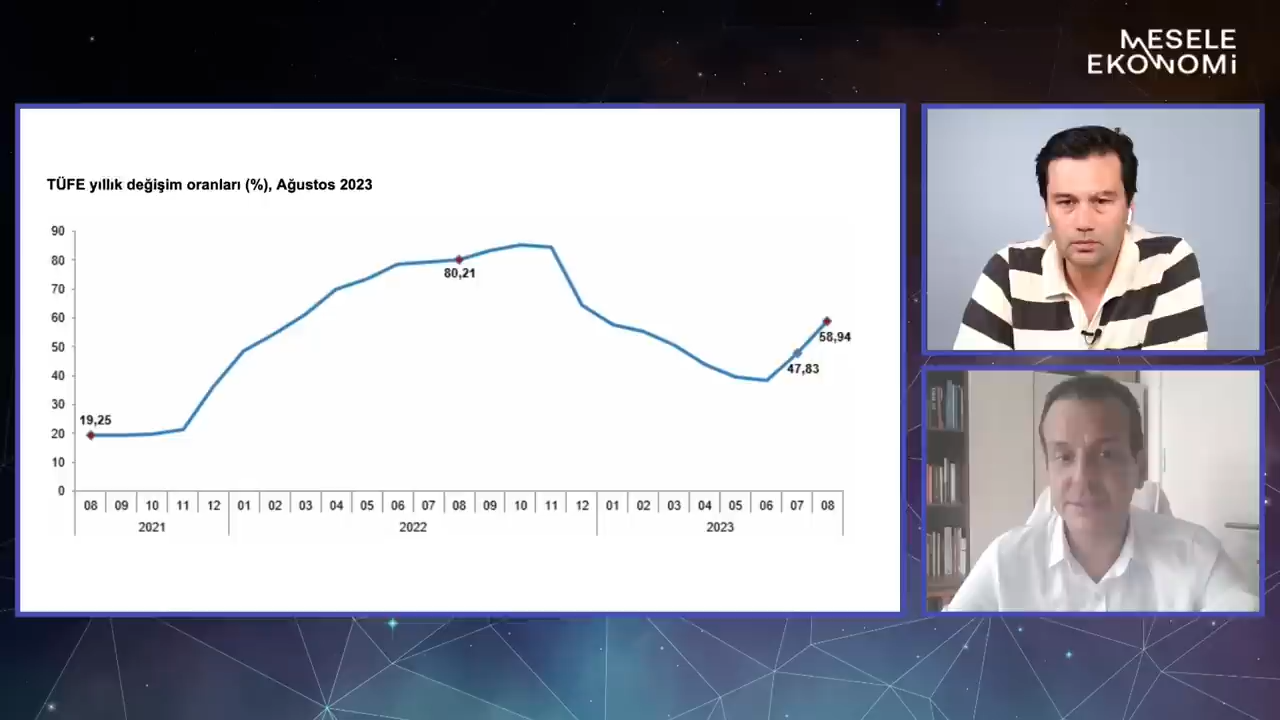 MESELE
EKONOMi
TÜFE yıllık değişim oranları (%), Ağustos 2023
90
80
70
60
50
40
30
20
10
0
19,25
80,21
47,83
58,94
08 09 10 11 12 01 02 03 04 05 06 07 08 09 10 11 12 01 02 03 04 05 06 07 08
2021 2022 2023